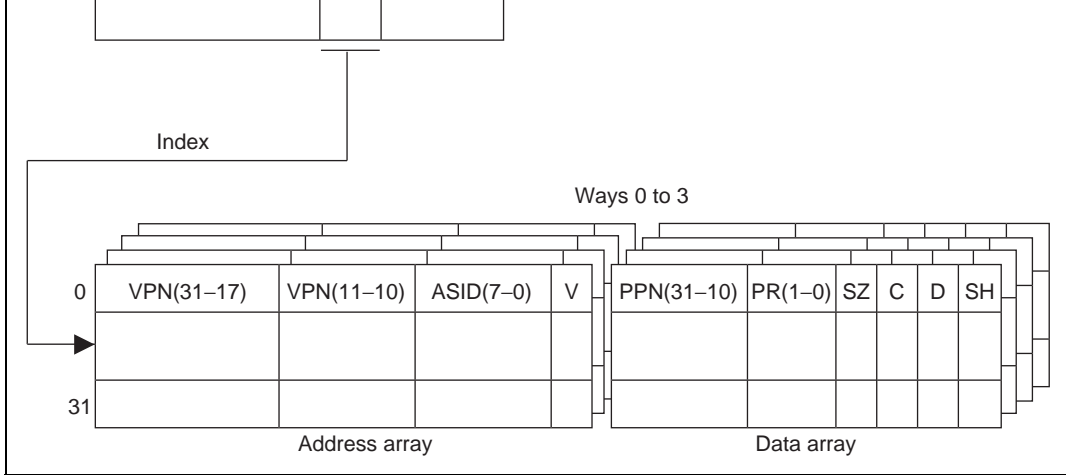 Index
Ways 0 to 3
0 VPN(31–17) VPN(11–10) ASID(7–0) V PPN(31–10) PR(1–0) SZ C D SH
31
Address array Data array